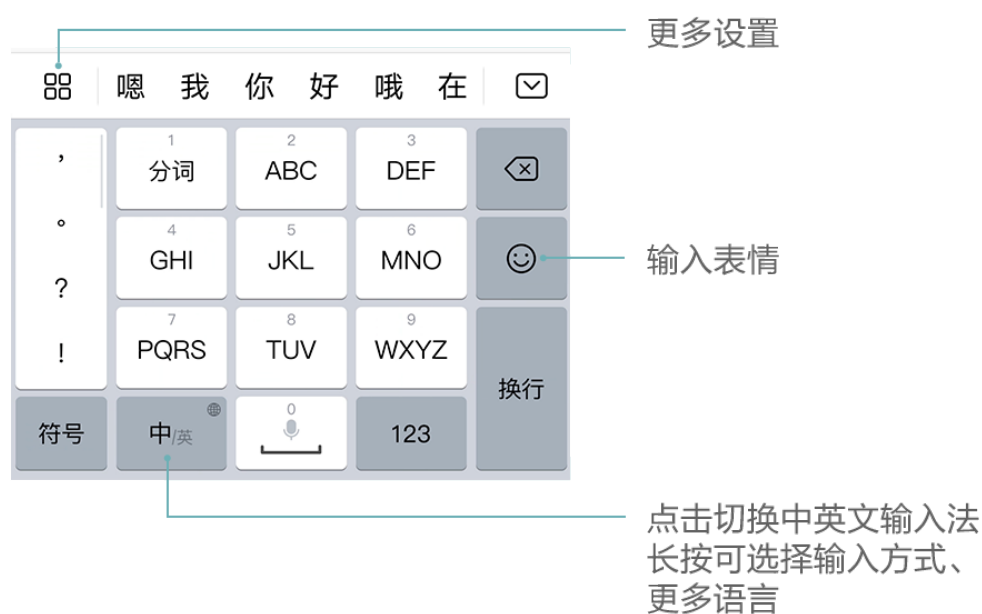 更多设置
嗯 我 你 好 哦 在
，
。
?
!
1
分词
2
ABC
3
DEF
4
GHI
5
JKL
6
MNO
输入表情
7
PQRS
8
TUV
9
WXYZ
换行
符号
中/英
0
123
点击切换中英文输入法
长按可选择输入方式、
更多语言